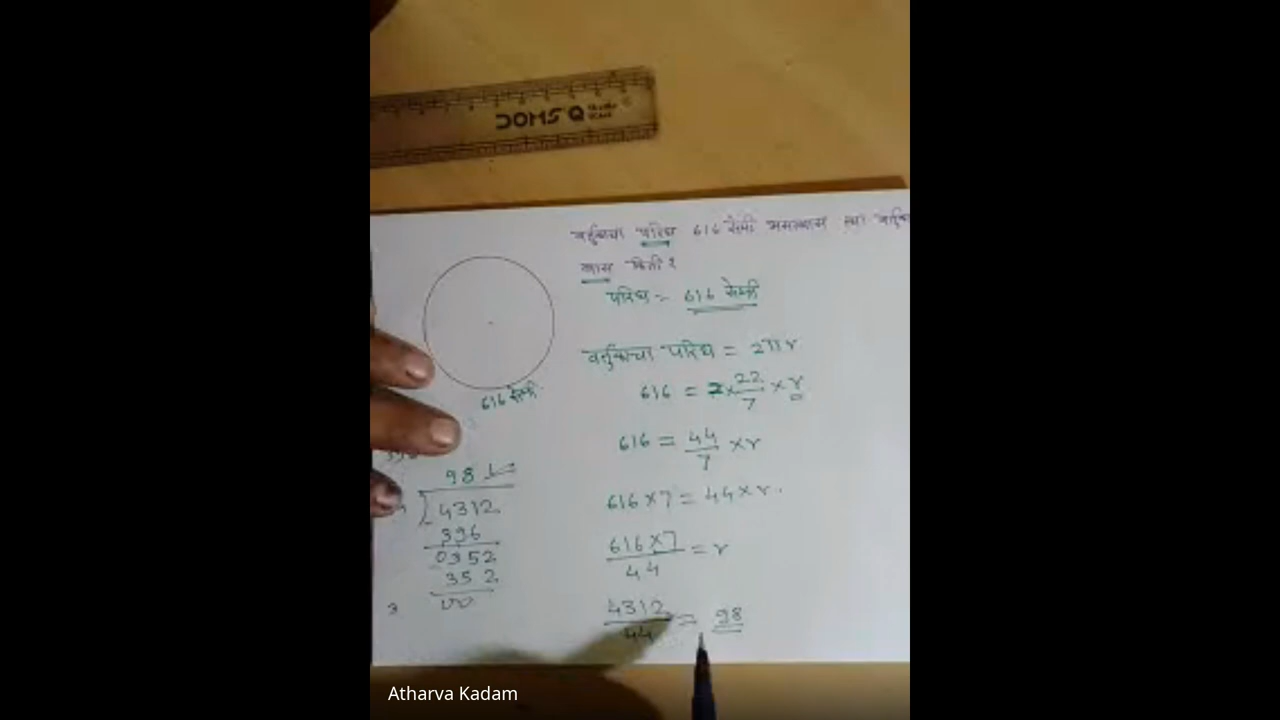 DOMS
वर्तुळाचा परिघ 616 सेमी असल्यास त्या
व्यास किती?
परिघ = 616 सेमी
वर्तुळाचा परिघ = 2πr
616 = 2×22/7×r
616 = 44/7 ×r
616×7 = 44×r.
616×7/44 = r
4312/44 = 98
616 सेमी
98
4312
396
0352
352
00
Atharva Kadam